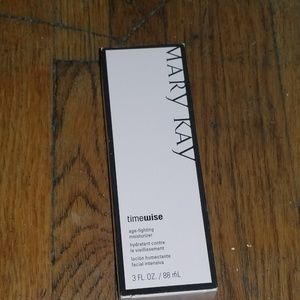 MARY KAY
timewise
age-fighting
moisturizer
hydratant contre
le vieillissement
loción humectante
facial intensiva
3 FL. OZ. / 88 mL